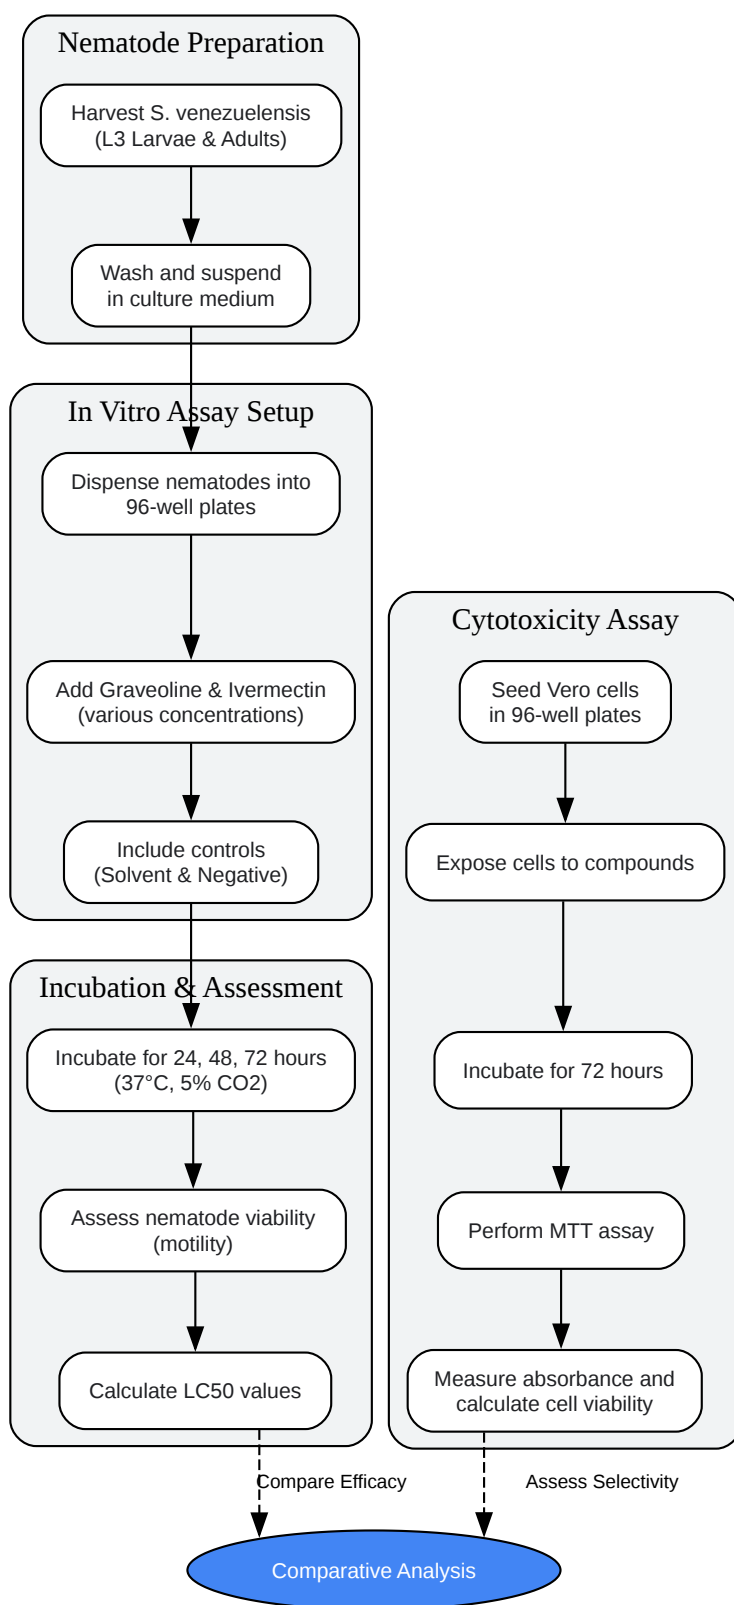 Nematode Preparation
Harvest S. venezuelensis
(L3 Larvae & Adults)
Wash and suspend
in culture medium
In Vitro Assay Setup
Dispense nematodes into
96-well plates
Add Graveoline & Ivermectin
(various concentrations)
Include controls
(Solvent & Negative)
Incubation & Assessment
Incubate for 24, 48, 72 hours
(37°C, 5% CO2)
Assess nematode viability
(motility)
Calculate LC50 values
Cytotoxicity Assay
Seed Vero cells
in 96-well plates
Expose cells to compounds
Incubate for 72 hours
Perform MTT assay
Measure absorbance and
calculate cell viability
Compare Efficacy
Assess Selectivity
Comparative Analysis